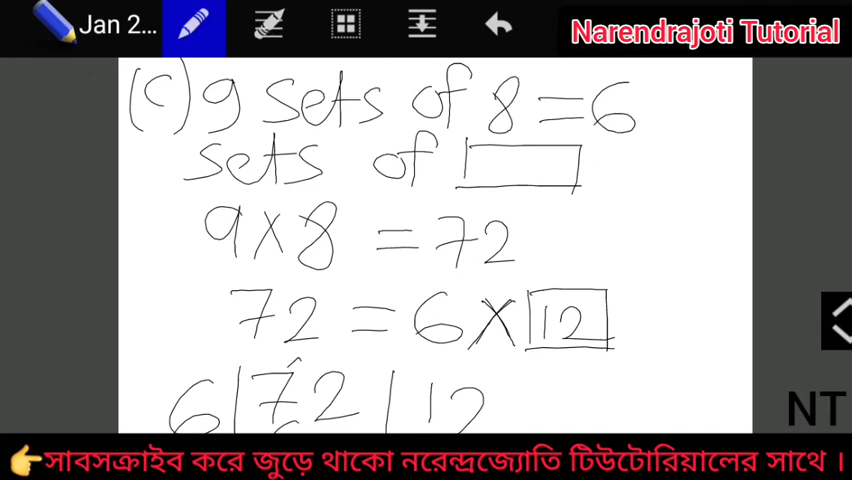 Jan 2...
Narendrajoti Tutorial
(c) 9 sets of 8 = 6
sets of
9 × 8 = 72
72 = 6 × 12
6 | 72 | 12
NT
👉সাবসক্রাইব করে জুড়ে থাকো নরেন্দ্রজ্যোতি টিউটোরিয়ালের সাথে ।